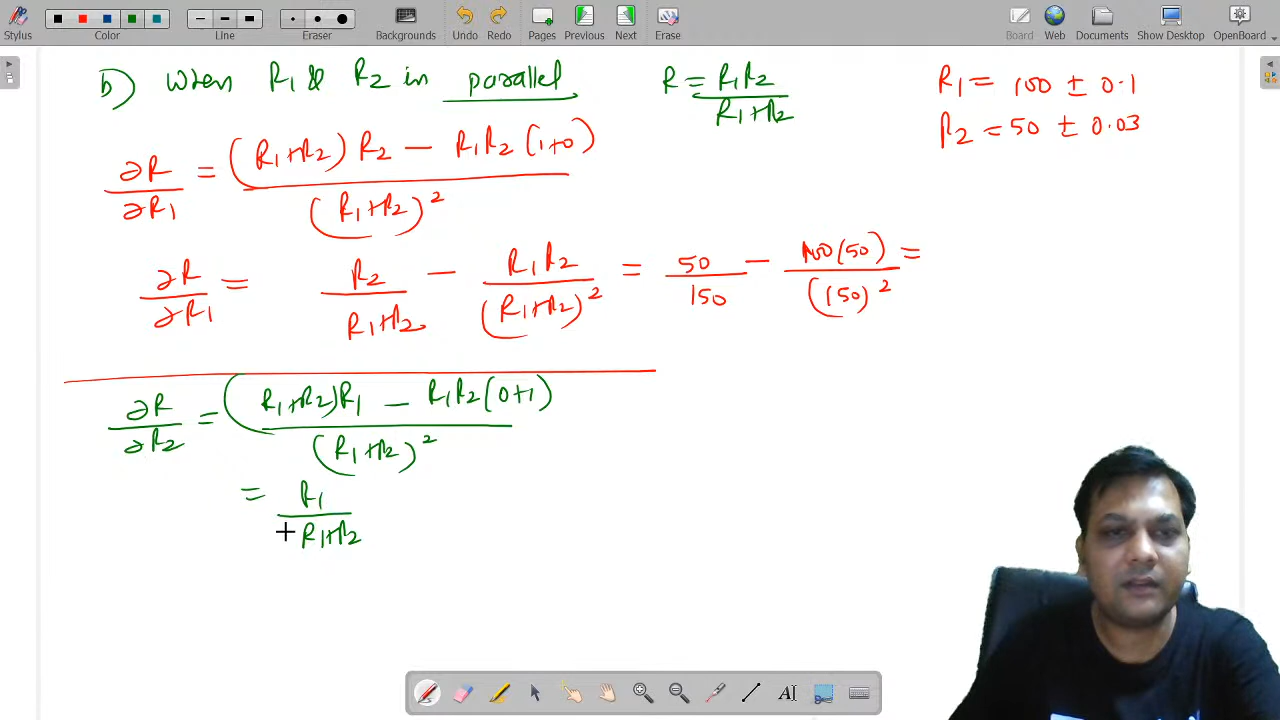 Stylus Color Line Eraser Backgrounds Undo Redo Pages Previous Next Erase Board Web Documents Show Desktop OpenBoard
b) When R1 & R2 in parallel R = R1R2 / R1+R2
R1 = 100 ± 0.1
R2 = 50 ± 0.03
∂R/∂R1 = (R1+R2) R2 − R1R2 (1+0) / (R1+R2)²
∂R/∂R1 = R2 / R1+R2 − R1R2 / (R1+R2)² = 50/150 − 100(50) / (150)² =
∂R/∂R2 = (R1+R2)R1 − R1R2(0+1) / (R1+R2)²
= R1 / R1+R2